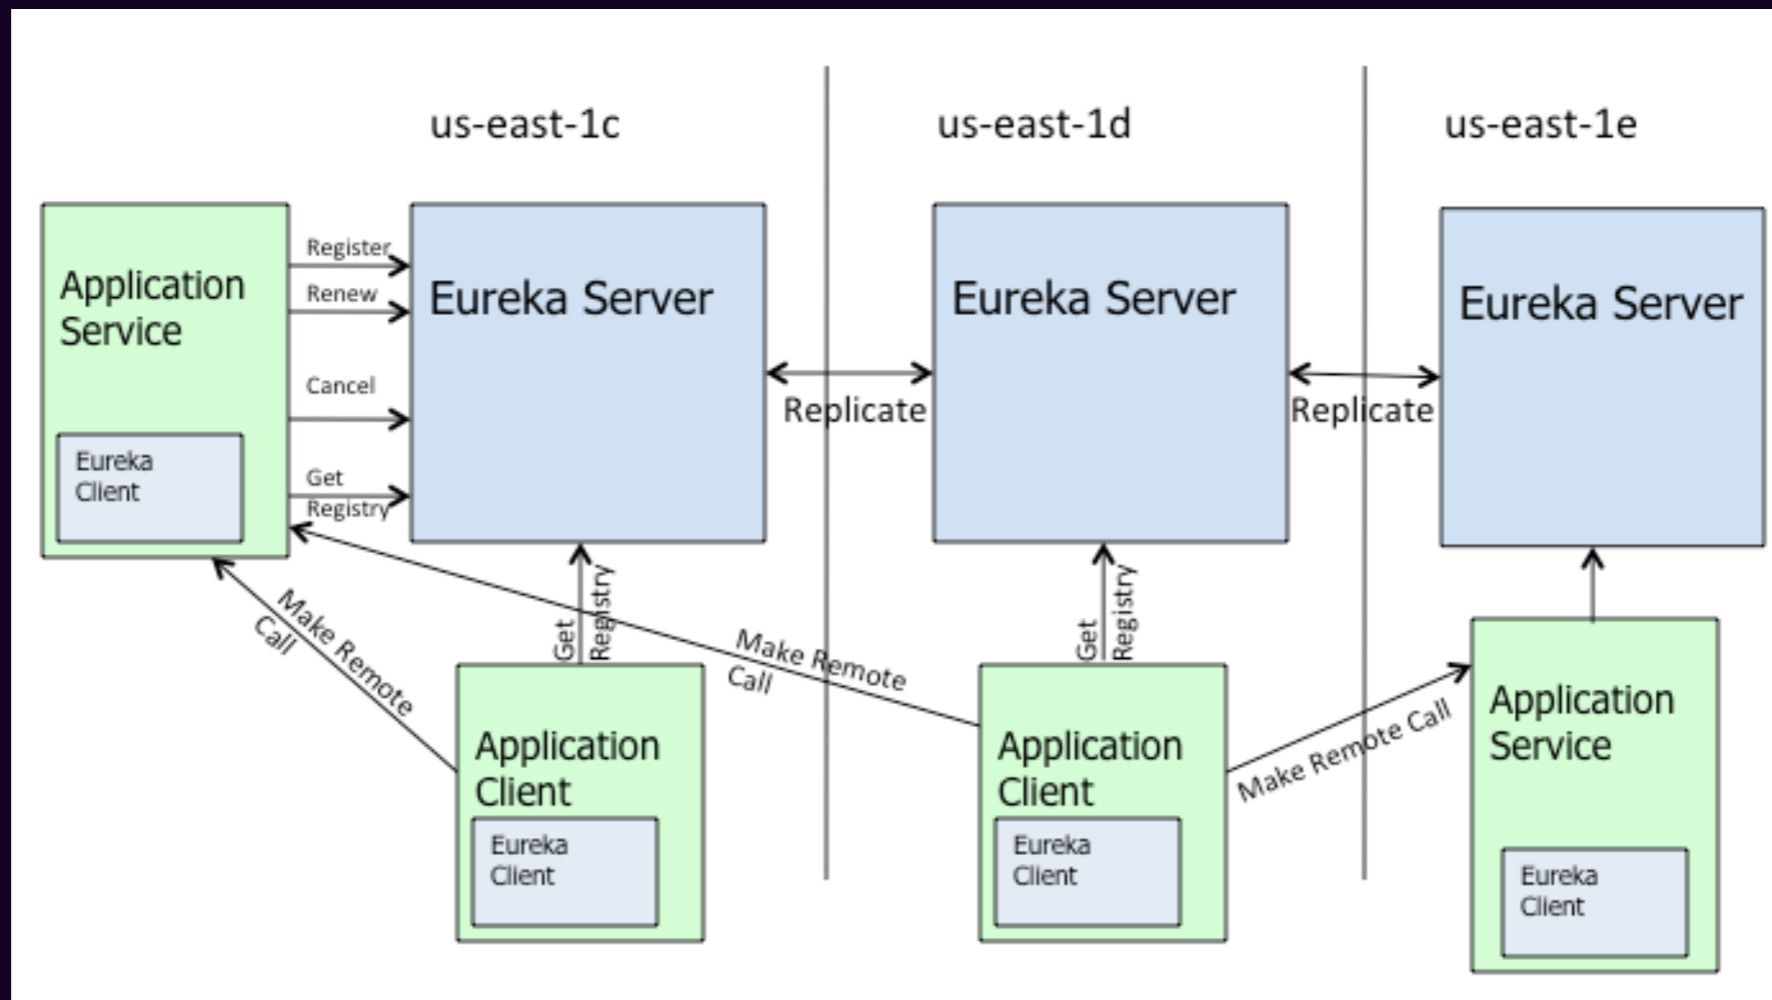 us-east-1c
us-east-1d
us-east-1e
Application
Service
Eureka
Client
Register
Renew
Cancel
Get
Registry
Eureka Server
Replicate
Eureka Server
Replicate
Eureka Server
Make Remote
Call
Get
Registry
Make Remote
Call
Get
Registry
Make Remote Call
Application
Client
Eureka
Client
Application
Client
Eureka
Client
Application
Service
Eureka
Client